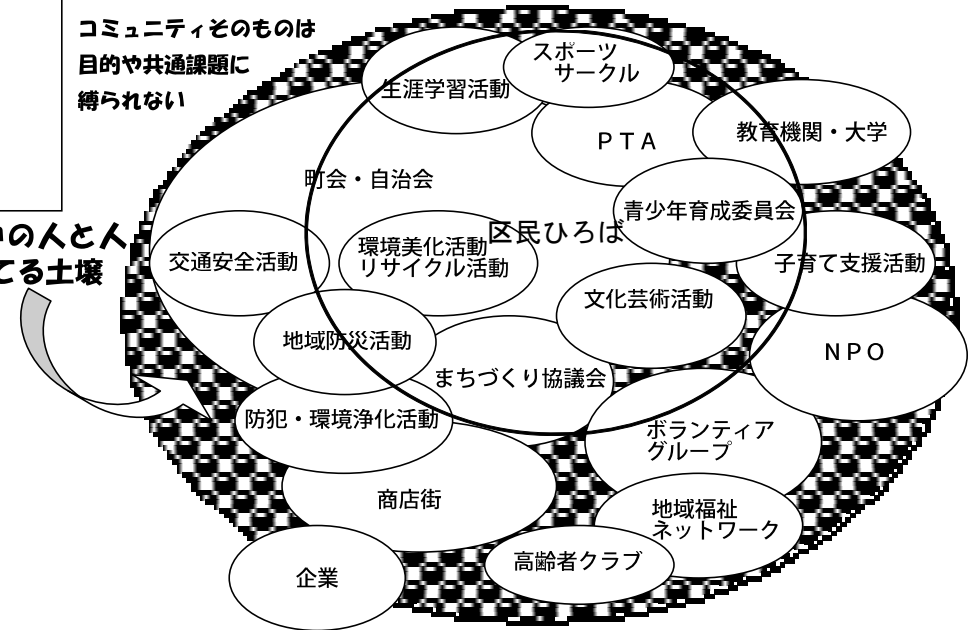 コミュニティそのものは
目的や共通課題に
縛られない
の人と人
てる土壌
スポーツ
サークル
生涯学習活動
ＰＴＡ
教育機関・大学
町会・自治会
青少年育成委員会
区民ひろば
環境美化活動
リサイクル活動
交通安全活動
子育て支援活動
文化芸術活動
地域防災活動
ＮＰＯ
まちづくり協議会
防犯・環境浄化活動
ボランティア
グループ
商店街
地域福祉
ネットワーク
高齢者クラブ
企業